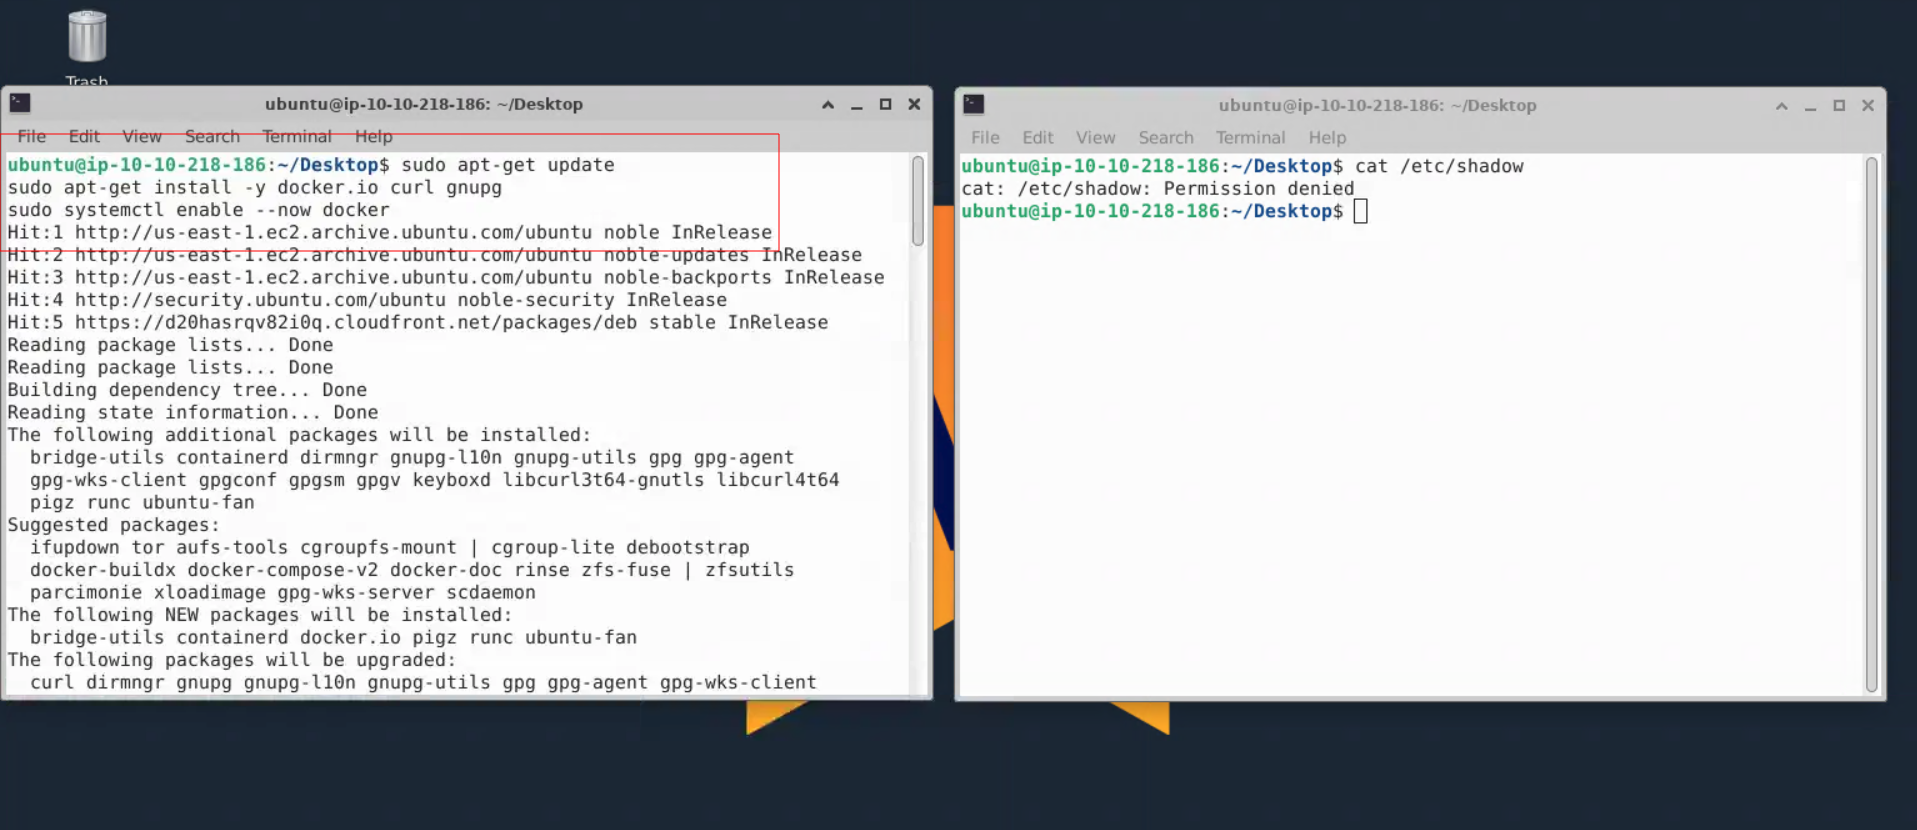 Trash
ubuntu@ip-10-10-218-186: ~/Desktop
File Edit View Search Terminal Help
ubuntu@ip-10-10-218-186:~/Desktop$ sudo apt-get update
sudo apt-get install -y docker.io curl gnupg
sudo systemctl enable --now docker
Hit:1 http://us-east-1.ec2.archive.ubuntu.com/ubuntu noble InRelease
Hit:2 http://us-east-1.ec2.archive.ubuntu.com/ubuntu noble-updates InRelease
Hit:3 http://us-east-1.ec2.archive.ubuntu.com/ubuntu noble-backports InRelease
Hit:4 http://security.ubuntu.com/ubuntu noble-security InRelease
Hit:5 https://d20hasrqv82i0q.cloudfront.net/packages/deb stable InRelease
Reading package lists... Done
Reading package lists... Done
Building dependency tree... Done
Reading state information... Done
The following additional packages will be installed:
  bridge-utils containerd dirmngr gnupg-l10n gnupg-utils gpg gpg-agent
  gpg-wks-client gpgconf gpgsm gpgv keyboxd libcurl3t64-gnutls libcurl4t64
  pigz runc ubuntu-fan
Suggested packages:
  ifupdown tor aufs-tools cgroupfs-mount | cgroup-lite debootstrap
  docker-buildx docker-compose-v2 docker-doc rinse zfs-fuse | zfsutils
  parcimonie xloadimage gpg-wks-server scdaemon
The following NEW packages will be installed:
  bridge-utils containerd docker.io pigz runc ubuntu-fan
The following packages will be upgraded:
  curl dirmngr gnupg gnupg-l10n gnupg-utils gpg gpg-agent gpg-wks-client
ubuntu@ip-10-10-218-186: ~/Desktop
File Edit View Search Terminal Help
ubuntu@ip-10-10-218-186:~/Desktop$ cat /etc/shadow
cat: /etc/shadow: Permission denied
ubuntu@ip-10-10-218-186:~/Desktop$